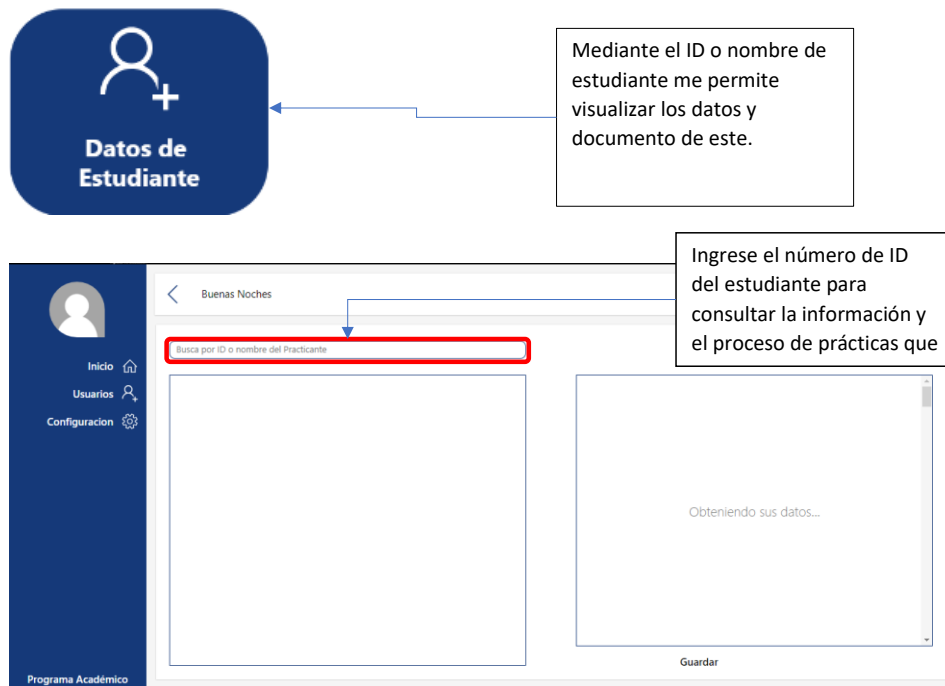 Datos de
Estudiante
Mediante el ID o nombre de
estudiante me permite
visualizar los datos y
documento de este.
Ingrese el número de ID
del estudiante para
consultar la información y
el proceso de prácticas que
Buenas Noches
Busca por ID o nombre del Practicante
Inicio
Usuarios
Configuracion
Obteniendo sus datos...
Guardar
Programa Académico